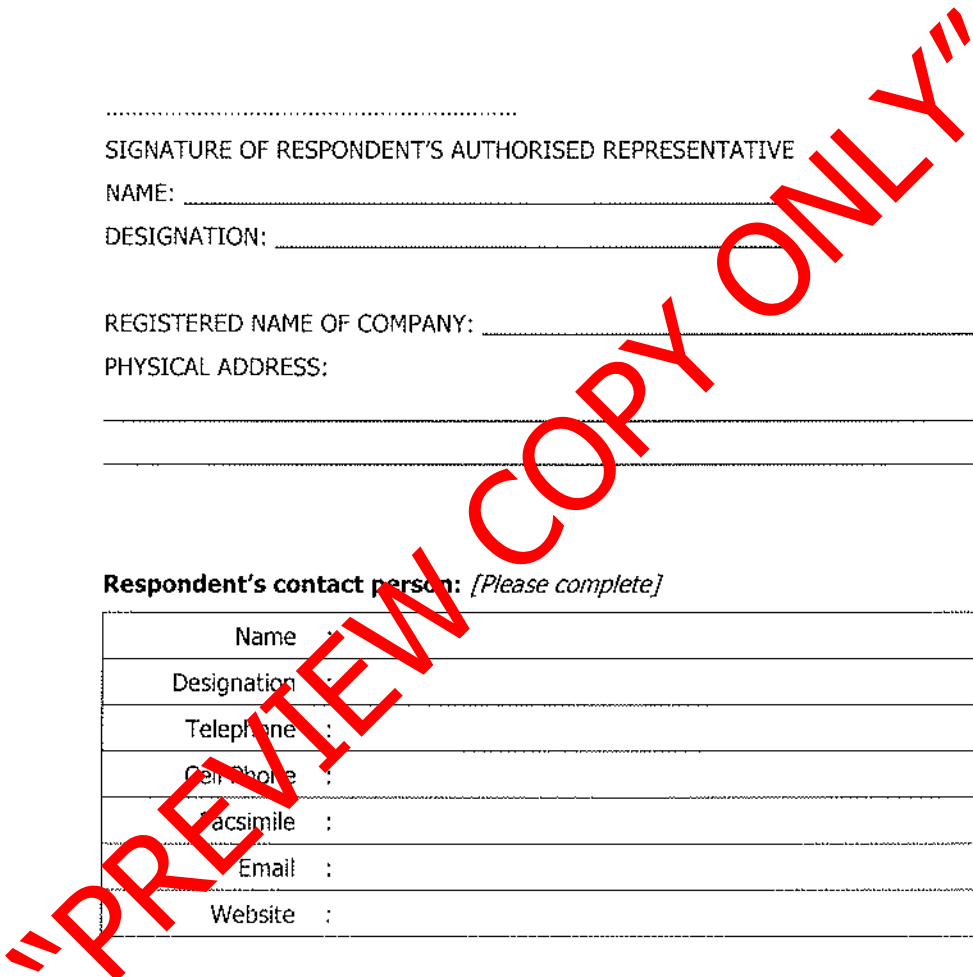 SIGNATURE OF RESPONDENT'S AUTHORISED REPRESENTATIVE
NAME:
DESIGNATION:
REGISTERED NAME OF COMPANY:
PHYSICAL ADDRESS:
Respondent's contact person: [Please complete]
Name :
Designation :
Telephone :
Cell Phone :
Facsimile :
Email :
Website :
"PREVIEW COPY ONLY"